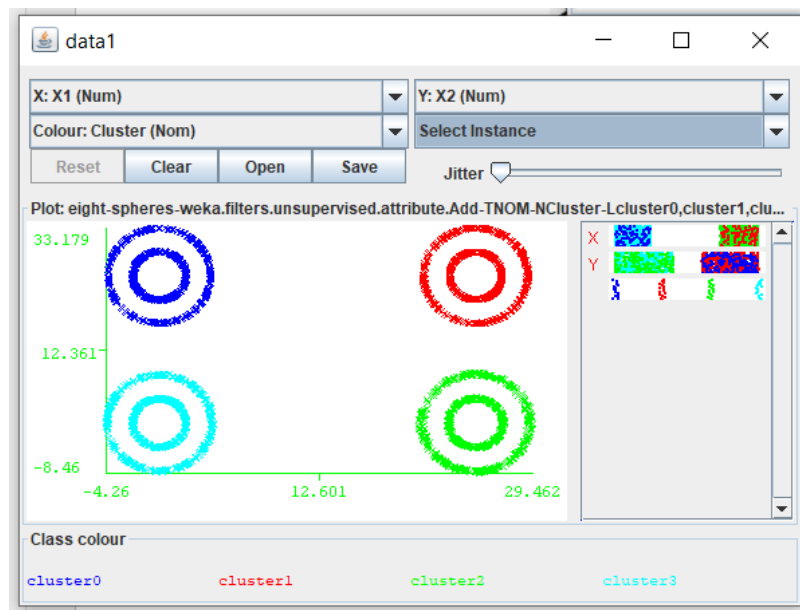 data1
X: X1 (Num) Y: X2 (Num)
Colour: Cluster (Nom) Select Instance
Reset Clear Open Save Jitter
Plot: eight-spheres-weka.filters.unsupervised.attribute.Add-TNOM-NCluster-Lcluster0,cluster1,clu...
33.179
12.361
-8.46
-4.26 12.601 29.462
X
Y
Class colour
cluster0 cluster1 cluster2 cluster3